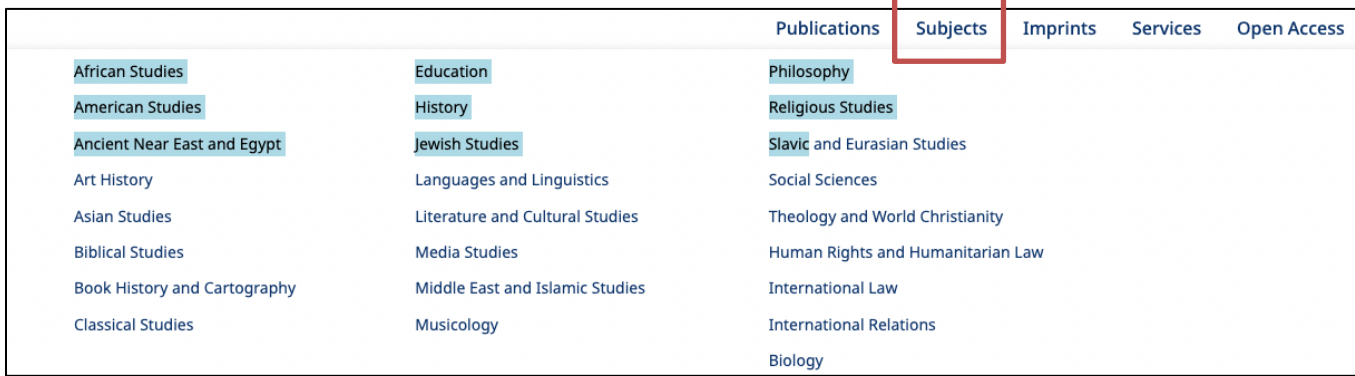 Publications Subjects Imprints Services Open Access
African Studies
American Studies
Ancient Near East and Egypt
Art History
Asian Studies
Biblical Studies
Book History and Cartography
Classical Studies
Education
History
Jewish Studies
Languages and Linguistics
Literature and Cultural Studies
Media Studies
Middle East and Islamic Studies
Musicology
Philosophy
Religious Studies
Slavic and Eurasian Studies
Social Sciences
Theology and World Christianity
Human Rights and Humanitarian Law
International Law
International Relations
Biology